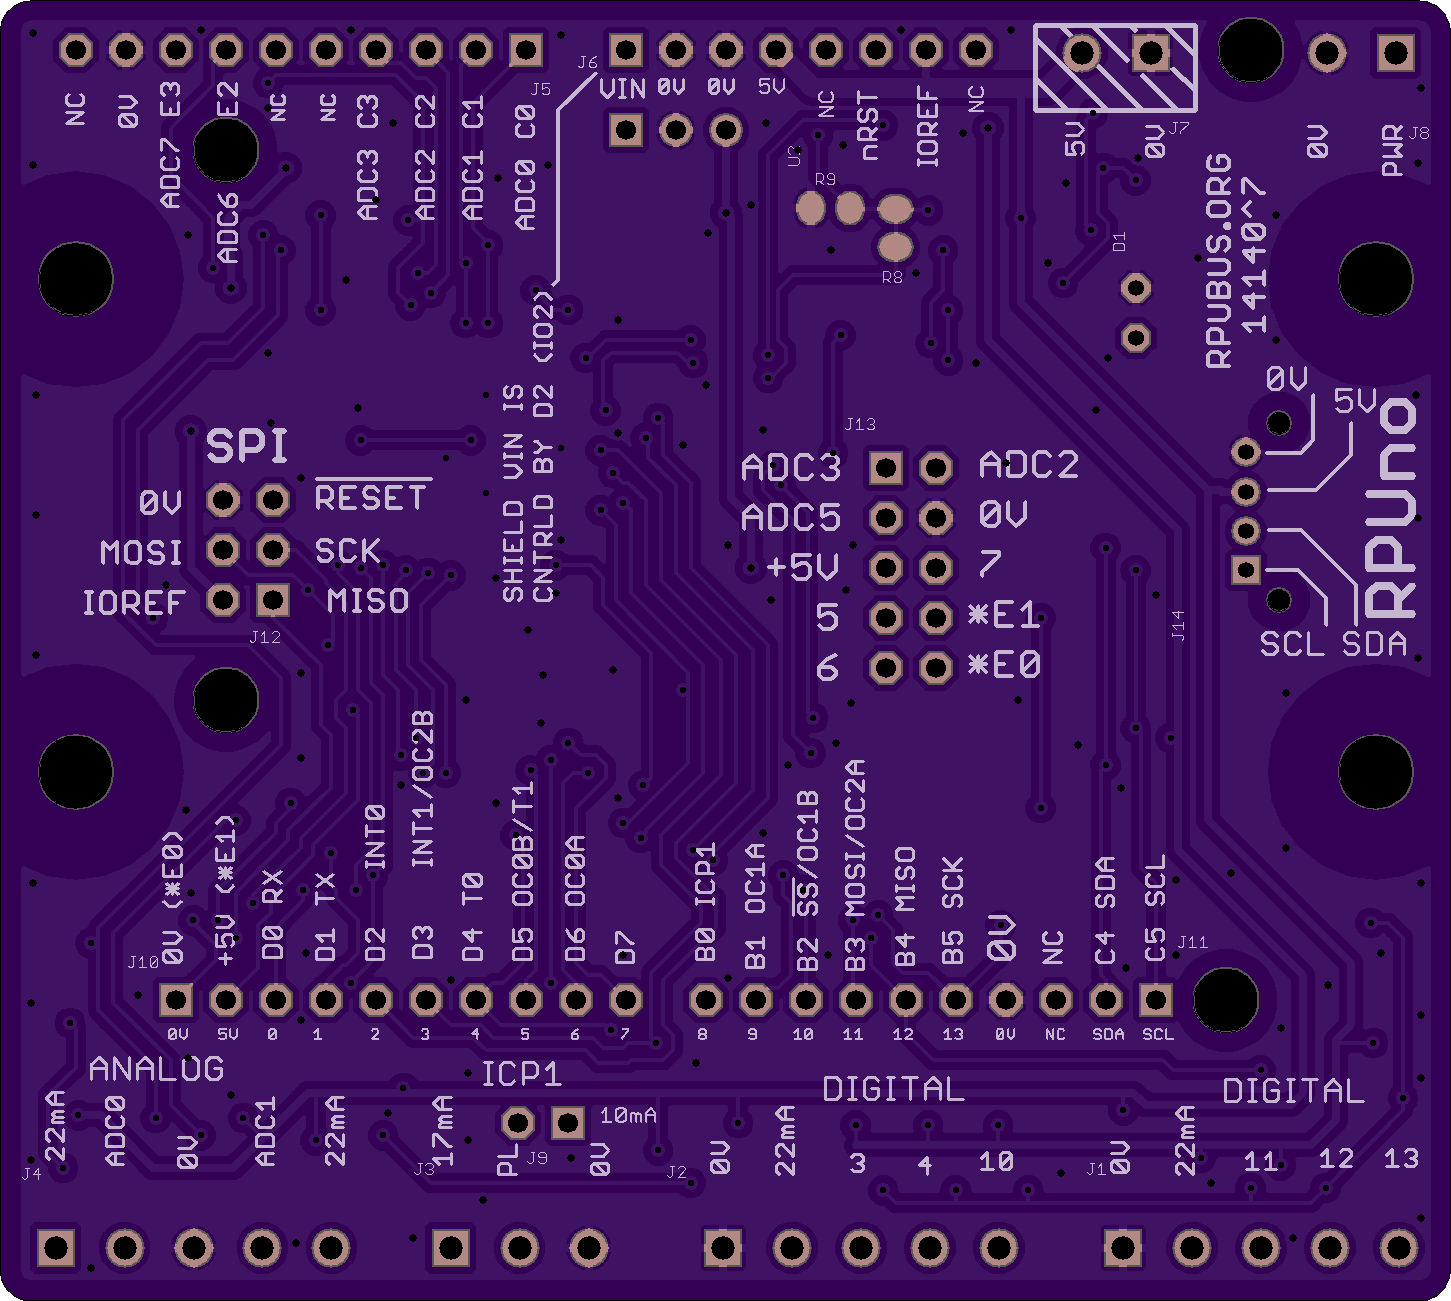 J6
J5
VIN 0V 0V 5V NC nRST IOREF NC
NC 0V ADC7 E3 ADC6 E2 NC NC ADC3 C3 ADC2 C2 ADC1 C1 ADC0 C0
5V 0V J7
0V PWR J8
R9
R8
D1
RPUBUS.ORG
14140^7
SHIELD VIN IS
CNTRLD BY D2 (IO2)
SPI
0V RESET
MOSI SCK
IOREF MISO
J12
J13
ADC3 ADC2
ADC5 0V
+5V 7
5 *E1
6 *E0
0V 5V
RPUno
SCL SDA
J14
J10
0V (*E0) +5V (*E1) D0 RX D1 TX D2 INT0 D3 INT1/OC2B D4 T0 D5 OC0B/T1 D6 OC0A D7
B0 ICP1 B1 OC1A B2 SS/OC1B B3 MOSI/OC2A B4 MISO B5 SCK 0V NC C4 SDA C5 SCL
J11
0V 5V 0 1 2 3 4 5 6 7 8 9 10 11 12 13 0V NC SDA SCL
ANALOG
ICP1
DIGITAL
DIGITAL
22mA ADC0 0V ADC1 22mA
J4
17mA PL 0V
10mA
J3
J9
J2
0V 22mA 3 4 10
J1
0V 22mA 11 12 13